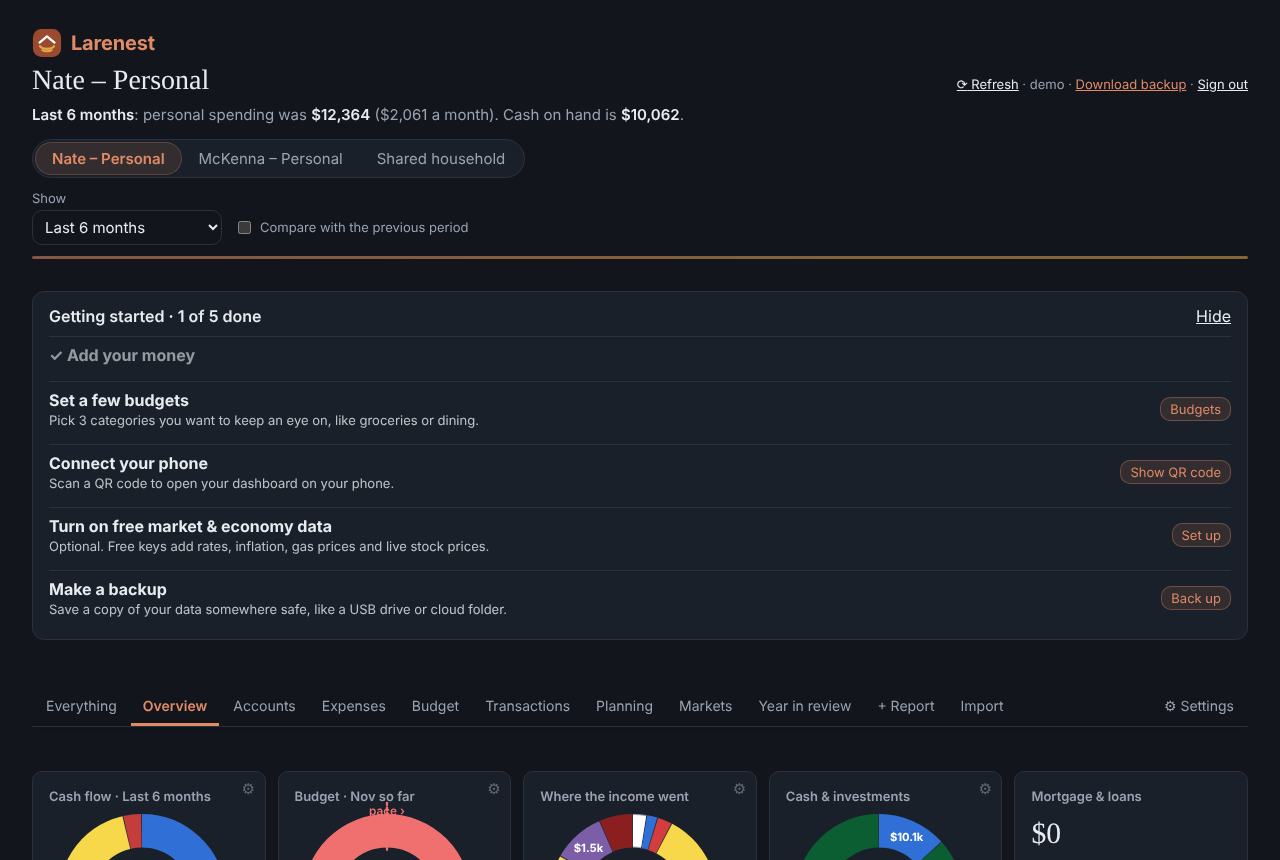 Larenest
Nate – Personal
⟳ Refresh · demo · Download backup · Sign out
Last 6 months: personal spending was $12,364 ($2,061 a month). Cash on hand is $10,062.
Nate – Personal McKenna – Personal Shared household
Show
Last 6 months Compare with the previous period
Getting started · 1 of 5 done Hide
✓ Add your money
Set a few budgets
Pick 3 categories you want to keep an eye on, like groceries or dining.
Budgets
Connect your phone
Scan a QR code to open your dashboard on your phone.
Show QR code
Turn on free market & economy data
Optional. Free keys add rates, inflation, gas prices and live stock prices.
Set up
Make a backup
Save a copy of your data somewhere safe, like a USB drive or cloud folder.
Back up
Everything Overview Accounts Expenses Budget Transactions Planning Markets Year in review + Report Import ⚙ Settings
Cash flow · Last 6 months
Budget · Nov so far
pace ›
Where the income went
$1.5k
Cash & investments
$10.1k
Mortgage & loans
$0